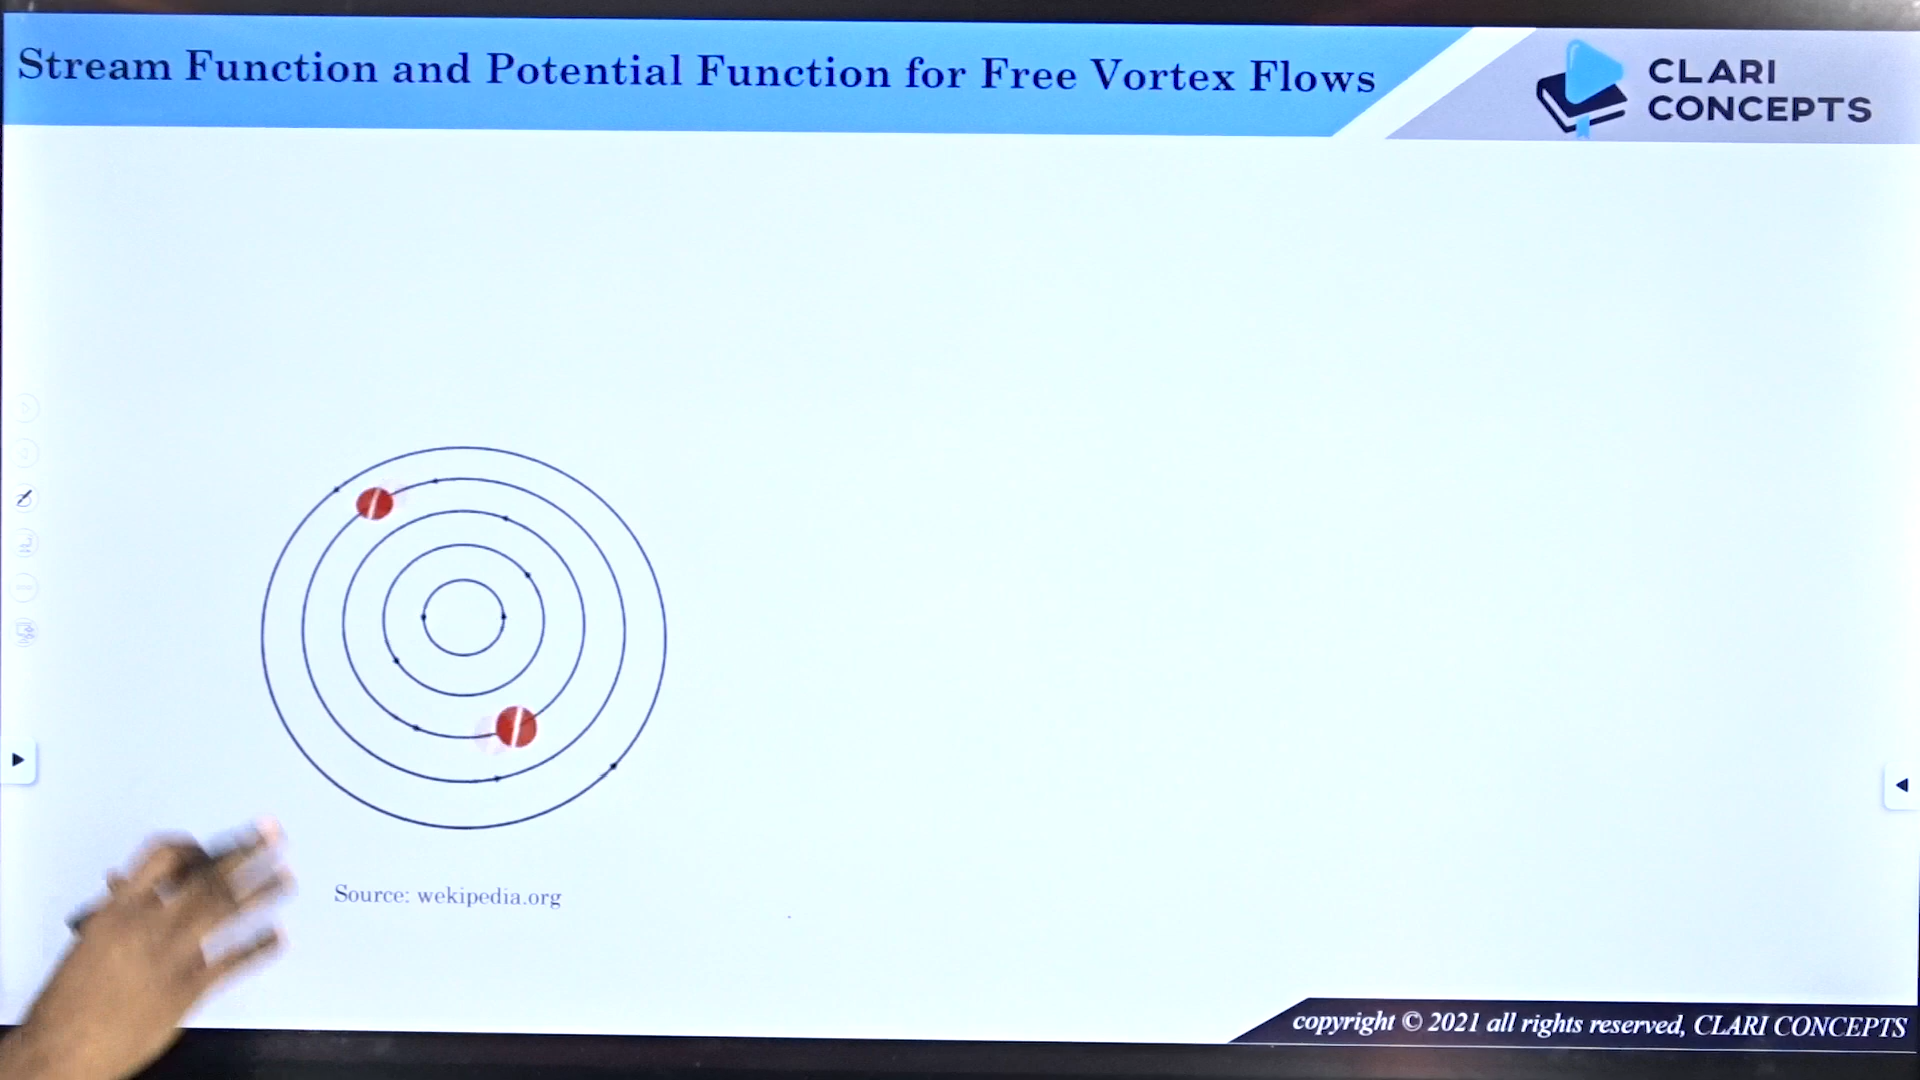 Stream Function and Potential Function for Free Vortex Flows
CLARI
CONCEPTS
Source: wekipedia.org
copyright © 2021 all rights reserved, CLARI CONCEPTS